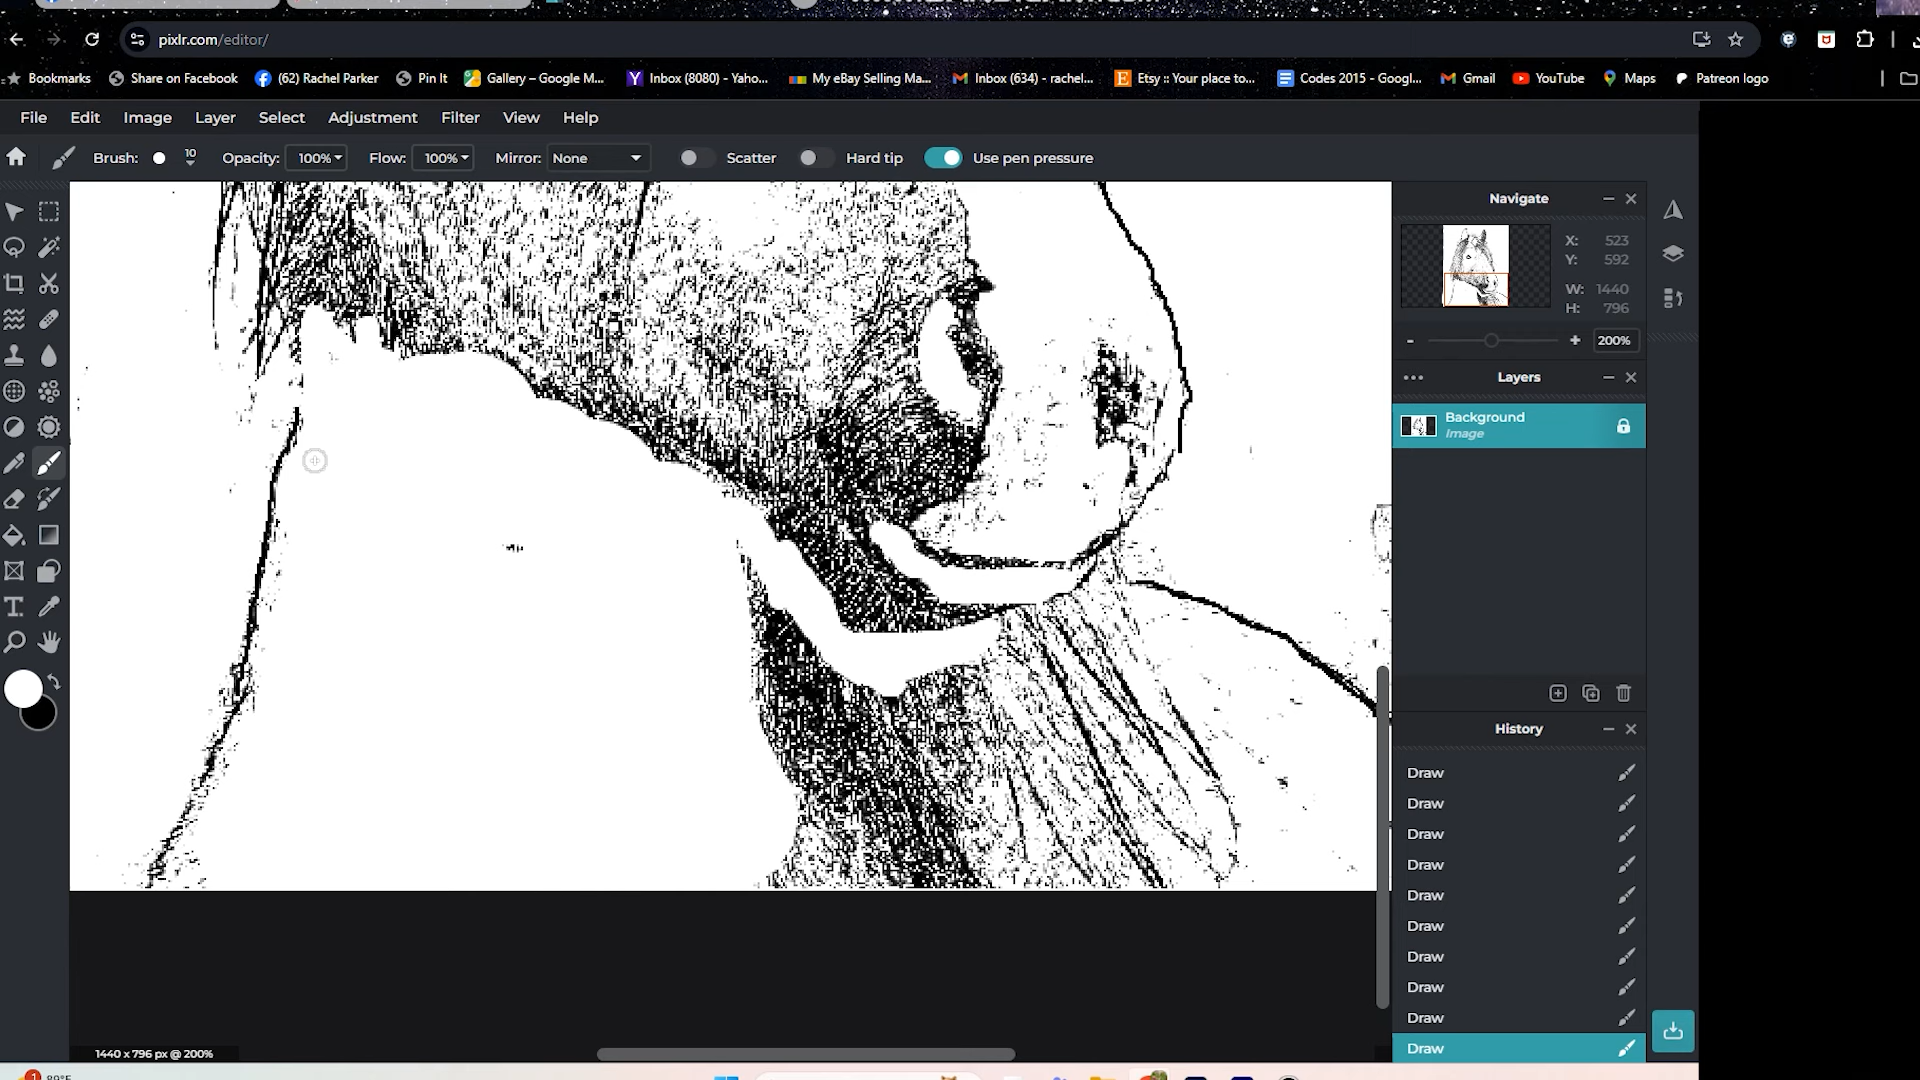 pixlr.com/editor/
Bookmarks Share on Facebook (62) Rachel Parker Pin It Gallery – Google M... Inbox (8080) - Yaho... My eBay Selling Ma... Inbox (634) - rachel... Etsy :: Your place to... Codes 2015 - Googl... Gmail YouTube Maps Patreon logo
File Edit Image Layer Select Adjustment Filter View Help
Brush: 10 Opacity: 100% Flow: 100% Mirror: None Scatter Hard tip Use pen pressure
Navigate
X: 523
Y: 592
W: 1440
H: 796
- + 200%
Layers
Background
Image
History
Draw
Draw
Draw
Draw
Draw
Draw
Draw
Draw
Draw
Draw
1440 x 796 px @ 200%
1 89°F